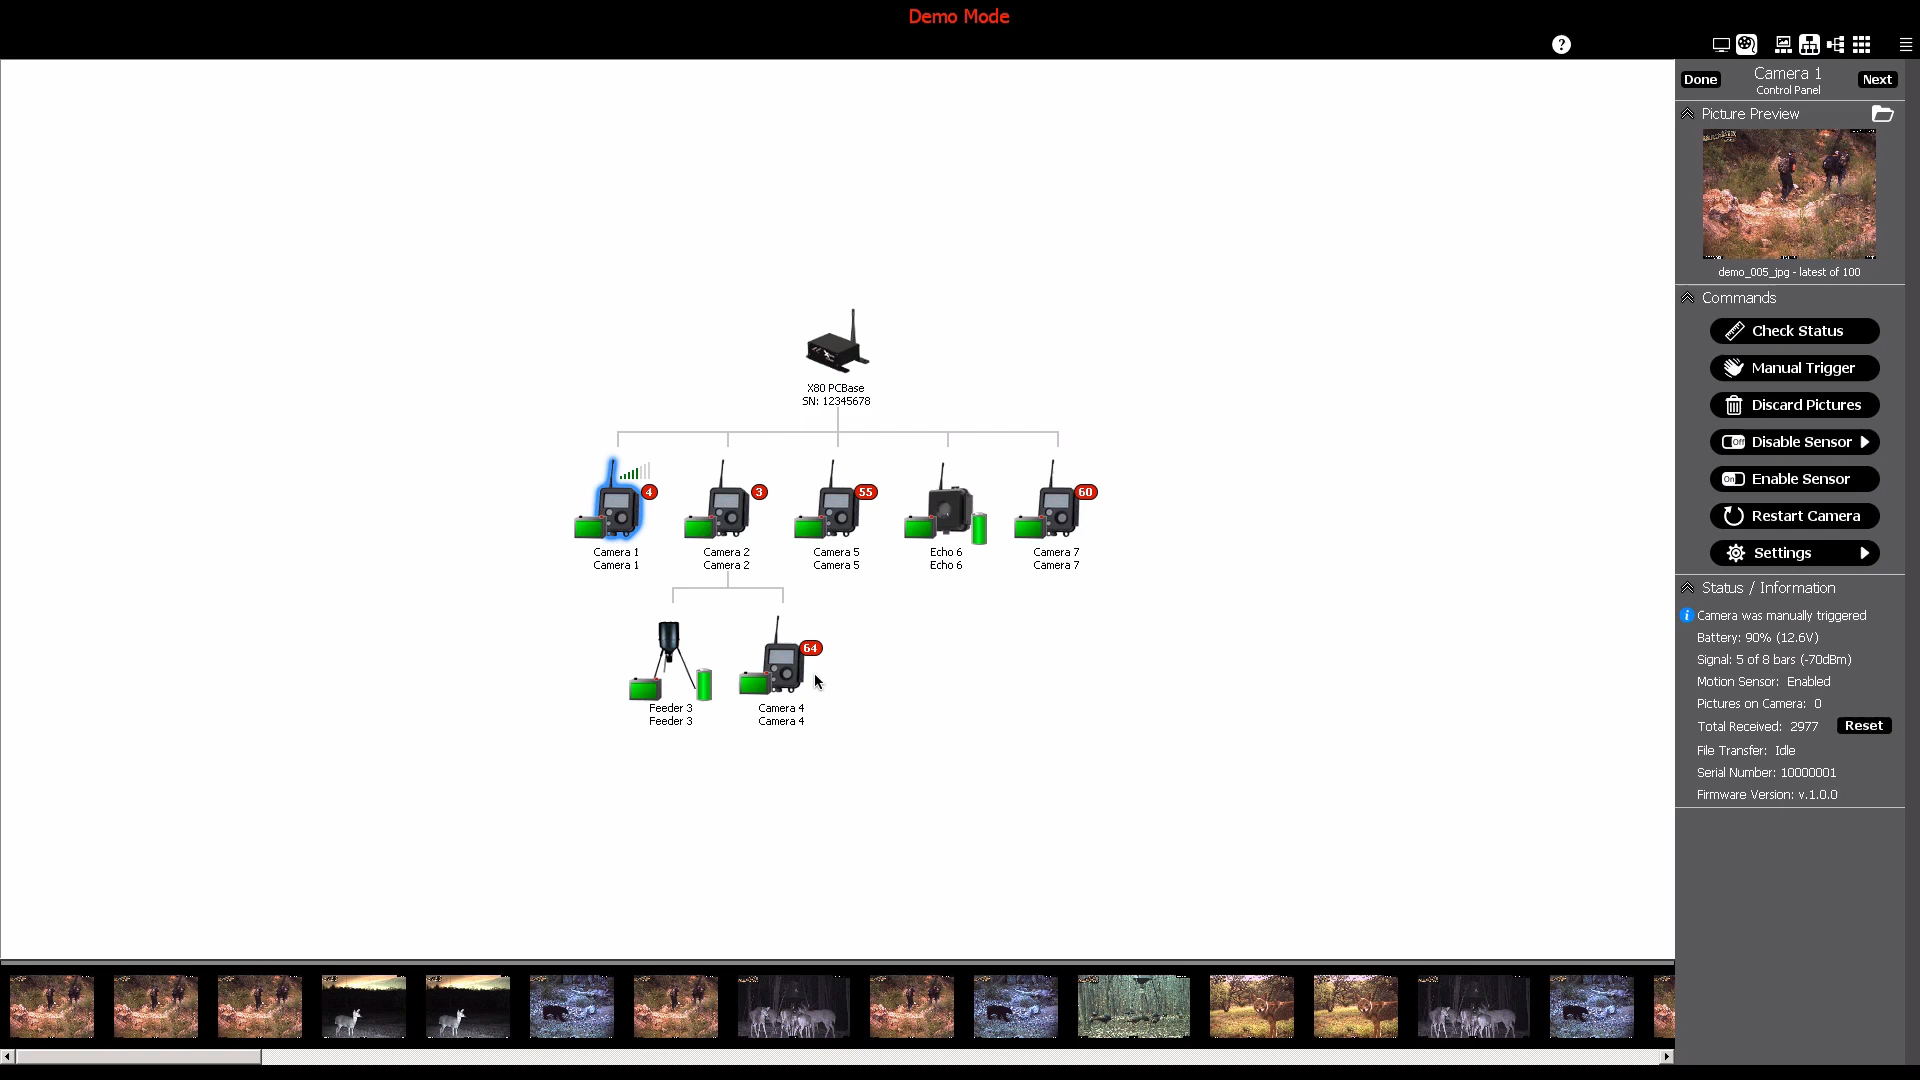 Demo Mode
?
Done
Camera 1
Control Panel
Next
Picture Preview
demo_005_jpg - latest of 100
Commands
Check Status
Manual Trigger
Discard Pictures
Off
Disable Sensor
On
Enable Sensor
Restart Camera
Settings
Status / Information
i Camera was manually triggered
Battery: 90% (12.6V)
Signal: 5 of 8 bars (-70dBm)
Motion Sensor: Enabled
Pictures on Camera: 0
Total Received: 2977
Reset
File Transfer: Idle
Serial Number: 10000001
Firmware Version: v.1.0.0
X80 PCBase
SN: 12345678
4
3
55
60
Camera 1
Camera 1
Camera 2
Camera 2
Camera 5
Camera 5
Echo 6
Echo 6
Camera 7
Camera 7
64
Feeder 3
Feeder 3
Camera 4
Camera 4